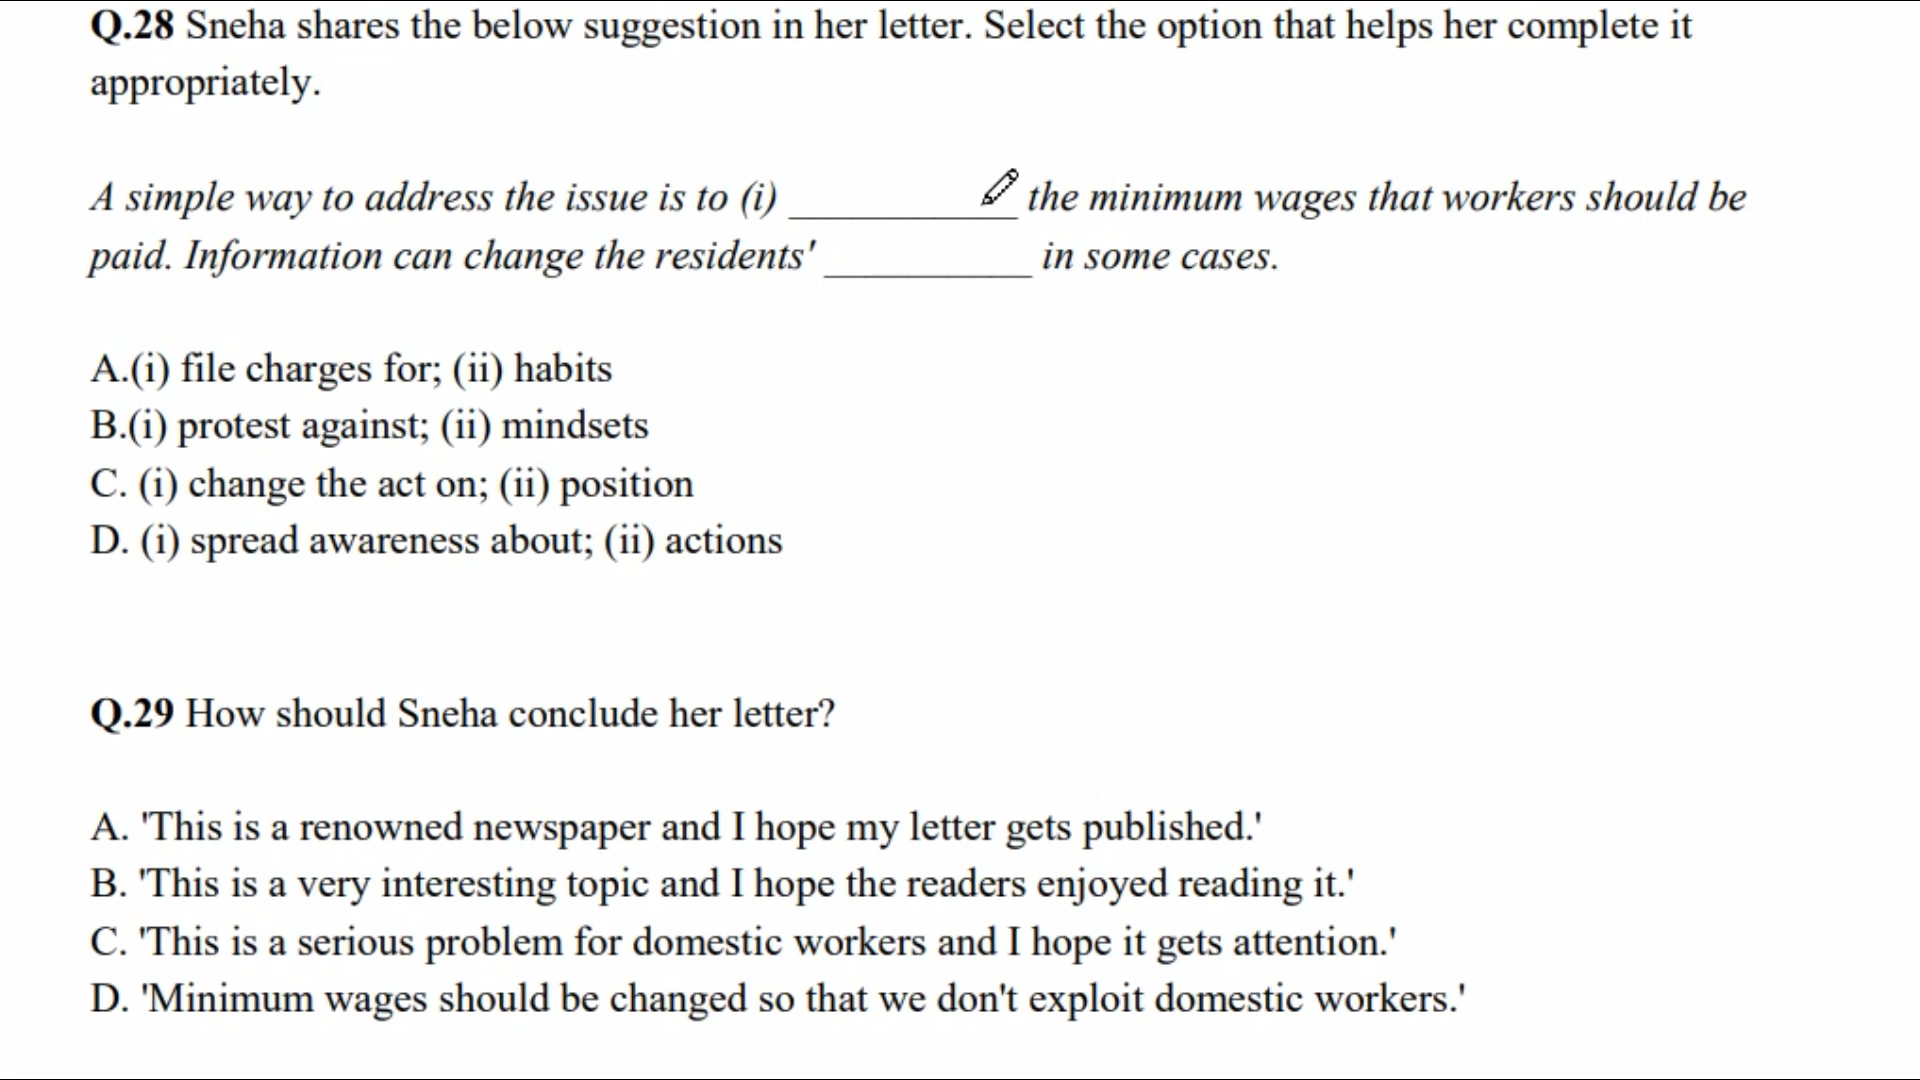 Q.28 Sneha shares the below suggestion in her letter. Select the option that helps her complete it
appropriately.
A simple way to address the issue is to (i) ___________ the minimum wages that workers should be
paid. Information can change the residents' __________ in some cases.
A.(i) file charges for; (ii) habits
B.(i) protest against; (ii) mindsets
C. (i) change the act on; (ii) position
D. (i) spread awareness about; (ii) actions
Q.29 How should Sneha conclude her letter?
A. 'This is a renowned newspaper and I hope my letter gets published.'
B. 'This is a very interesting topic and I hope the readers enjoyed reading it.'
C. 'This is a serious problem for domestic workers and I hope it gets attention.'
D. 'Minimum wages should be changed so that we don't exploit domestic workers.'